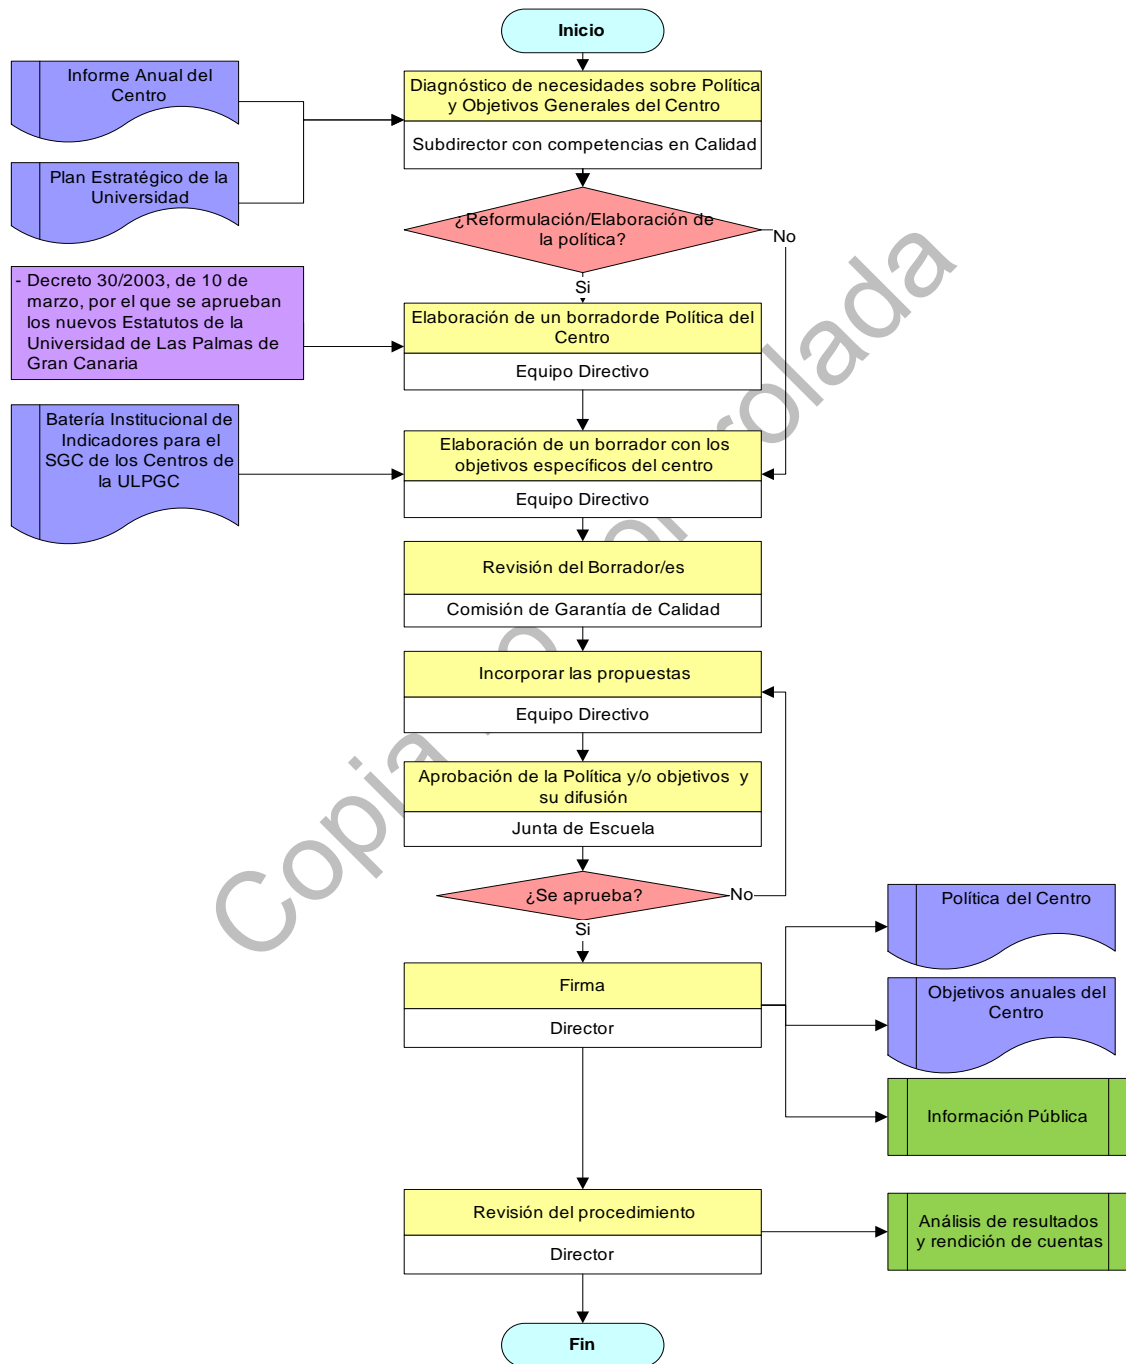 Inicio
Informe Anual del
Centro
Diagnóstico de necesidades sobre Política
y Objetivos Generales del Centro
Subdirector con competencias en Calidad
Plan Estratégico de la
Universidad
¿Reformulación/Elaboración de
la política?
No
Si
- Decreto 30/2003, de 10 de
marzo, por el que se aprueban
los nuevos Estatutos de la
Universidad de Las Palmas de
Gran Canaria
Elaboración de un borradorde Política del
Centro
Equipo Directivo
Batería Institucional de
Indicadores para el
SGC de los Centros de
la ULPGC
Elaboración de un borrador con los
objetivos específicos del centro
Equipo Directivo
Revisión del Borrador/es
Comisión de Garantía de Calidad
Incorporar las propuestas
Equipo Directivo
Aprobación de la Política y/o objetivos y
su difusión
Junta de Escuela
¿Se aprueba?
No
Si
Política del Centro
Firma
Director
Objetivos anuales del
Centro
Información Pública
Revisión del procedimiento
Director
Análisis de resultados
y rendición de cuentas
Fin
Copia